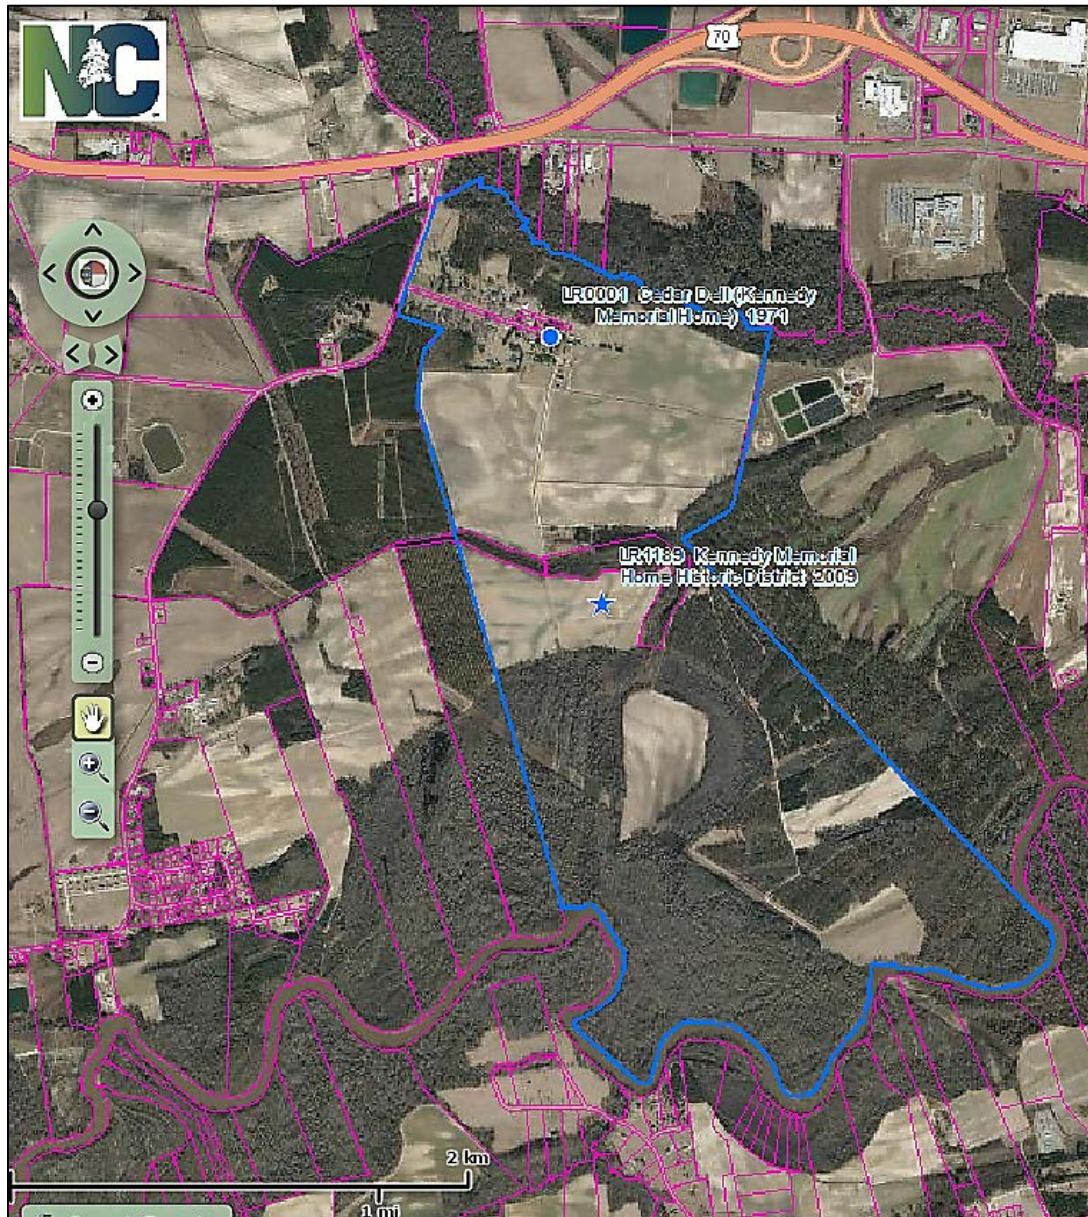 NC
70
LR0001 Cedar Dell (Kennedy
Memorial Home) 1971
LR1189 Kennedy Memorial
Home Historic District 2009
2 km
1 mi